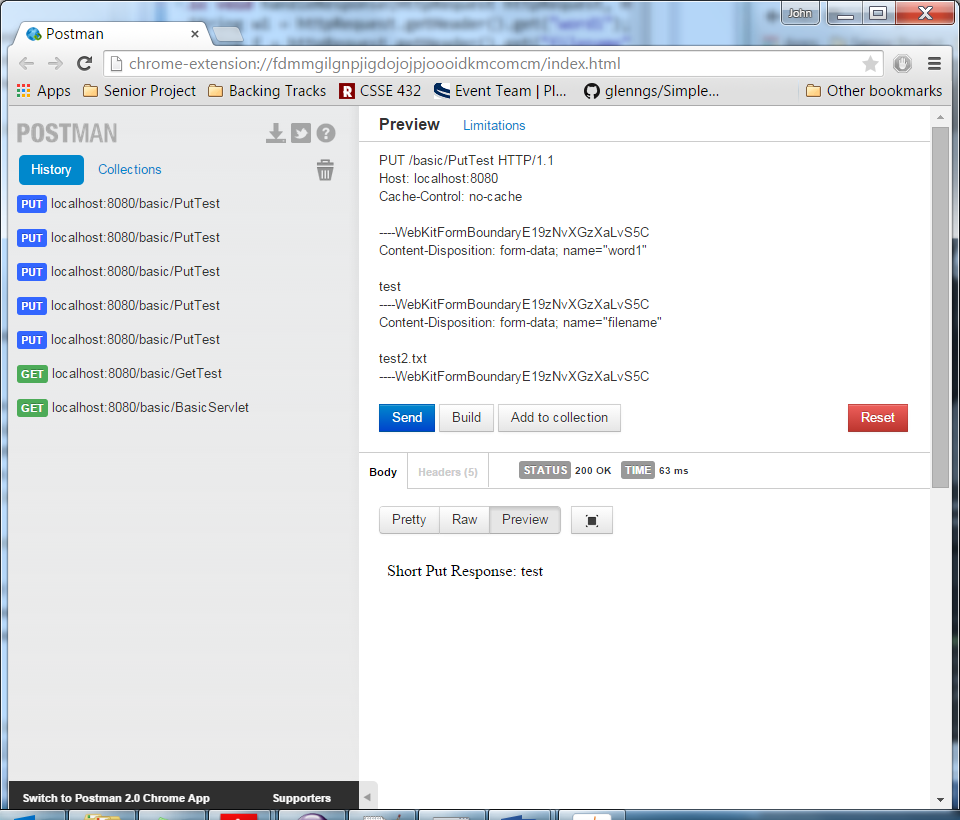 John
Postman
chrome-extension://fdmmgilgnpjigdojojpjoooidkmcomcm/index.html
Apps Senior Project Backing Tracks R CSSE 432 Event Team | Pl... glenngs/Simple... Other bookmarks
POSTMAN
History Collections
PUT localhost:8080/basic/PutTest
PUT localhost:8080/basic/PutTest
PUT localhost:8080/basic/PutTest
PUT localhost:8080/basic/PutTest
PUT localhost:8080/basic/PutTest
GET localhost:8080/basic/GetTest
GET localhost:8080/basic/BasicServlet
Switch to Postman 2.0 Chrome App Supporters
Preview Limitations
PUT /basic/PutTest HTTP/1.1
Host: localhost:8080
Cache-Control: no-cache
----WebKitFormBoundaryE19zNvXGzXaLvS5C
Content-Disposition: form-data; name="word1"
test
----WebKitFormBoundaryE19zNvXGzXaLvS5C
Content-Disposition: form-data; name="filename"
test2.txt
----WebKitFormBoundaryE19zNvXGzXaLvS5C
Send Build Add to collection Reset
Body Headers (5) STATUS 200 OK TIME 63 ms
Pretty Raw Preview
Short Put Response: test